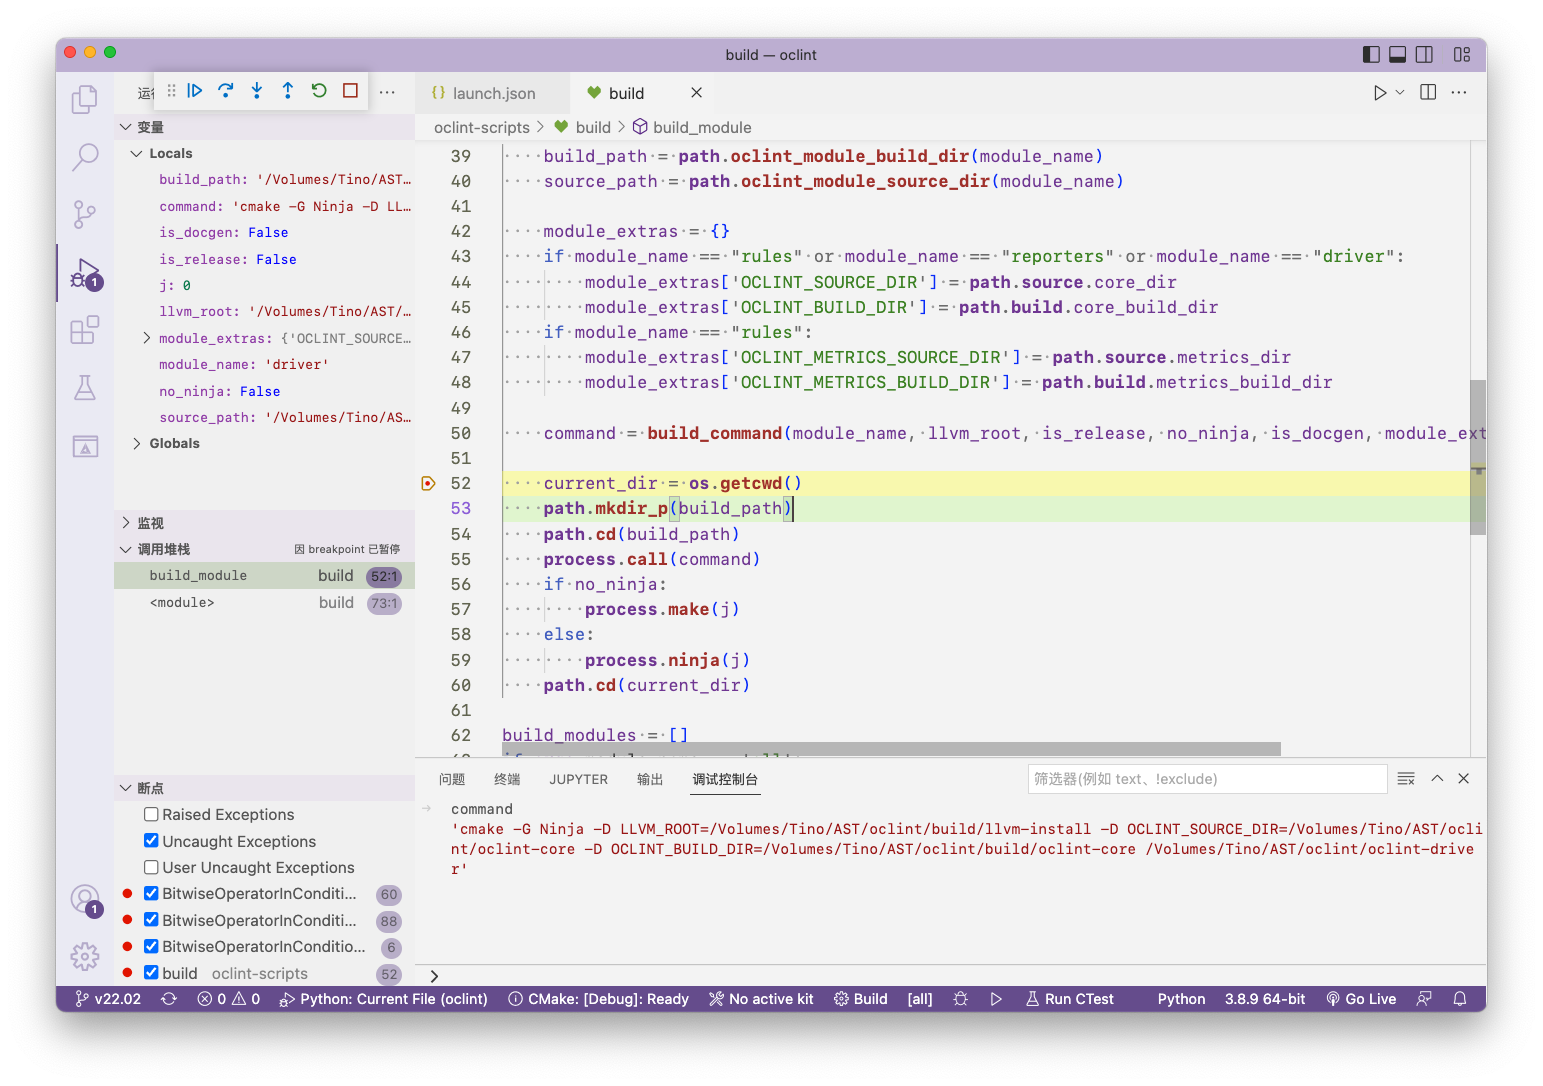 build — oclint
运行
launch.json
build
oclint-scripts > build > build_module
变量
Locals
build_path: '/Volumes/Tino/AST…
command: 'cmake -G Ninja -D LL…
is_docgen: False
is_release: False
j: 0
llvm_root: '/Volumes/Tino/AST/…
module_extras: {'OCLINT_SOURCE…
module_name: 'driver'
no_ninja: False
source_path: '/Volumes/Tino/AS…
Globals
监视
调用堆栈 因 breakpoint 已暂停
build_module build 52:1
<module> build 73:1
断点
Raised Exceptions
Uncaught Exceptions
User Uncaught Exceptions
BitwiseOperatorInConditi… 60
BitwiseOperatorInConditi… 88
BitwiseOperatorInConditio… 6
build oclint-scripts 52
39 build_path = path.oclint_module_build_dir(module_name)
40 source_path = path.oclint_module_source_dir(module_name)
41
42 module_extras = {}
43 if module_name == "rules" or module_name == "reporters" or module_name == "driver":
44 module_extras['OCLINT_SOURCE_DIR'] = path.source.core_dir
45 module_extras['OCLINT_BUILD_DIR'] = path.build.core_build_dir
46 if module_name == "rules":
47 module_extras['OCLINT_METRICS_SOURCE_DIR'] = path.source.metrics_dir
48 module_extras['OCLINT_METRICS_BUILD_DIR'] = path.build.metrics_build_dir
49
50 command = build_command(module_name, llvm_root, is_release, no_ninja, is_docgen, module_ext
51
52 current_dir = os.getcwd()
53 path.mkdir_p(build_path)
54 path.cd(build_path)
55 process.call(command)
56 if no_ninja:
57 process.make(j)
58 else:
59 process.ninja(j)
60 path.cd(current_dir)
61
62 build_modules = []
问题 终端 JUPYTER 输出 调试控制台 筛选器(例如 text、!exclude)
command
'cmake -G Ninja -D LLVM_ROOT=/Volumes/Tino/AST/oclint/build/llvm-install -D OCLINT_SOURCE_DIR=/Volumes/Tino/AST/ocli
nt/oclint-core -D OCLINT_BUILD_DIR=/Volumes/Tino/AST/oclint/build/oclint-core /Volumes/Tino/AST/oclint/oclint-drive
r'
1
1
v22.02 0 0 Python: Current File (oclint) CMake: [Debug]: Ready No active kit Build [all] Run CTest Python 3.8.9 64-bit Go Live